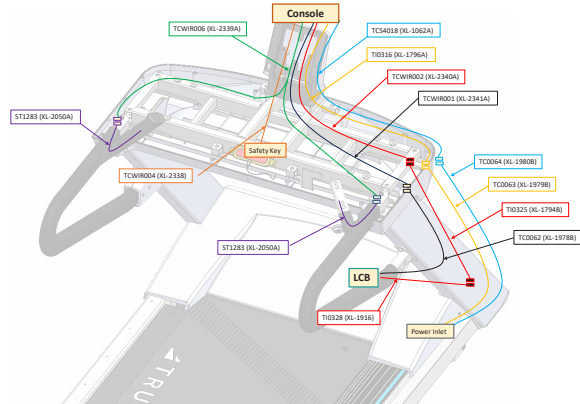 Console
TCWIR006 (XL-2339A)
TCS4018 (XL-1062A)
TI0316 (XL-1796A)
TCWIR002 (XL-2340A)
TCWIR001 (XL-2341A)
ST1283 (XL-2050A)
Safety Key
TCWIR004 (XL-2338)
TC0064 (XL-1980B)
TC0063 (XL-1979B)
TI0325 (XL-1794B)
TC0062 (XL-1978B)
ST1283 (XL-2050A)
LCB
TI0328 (XL-1916)
Power Inlet
TRU